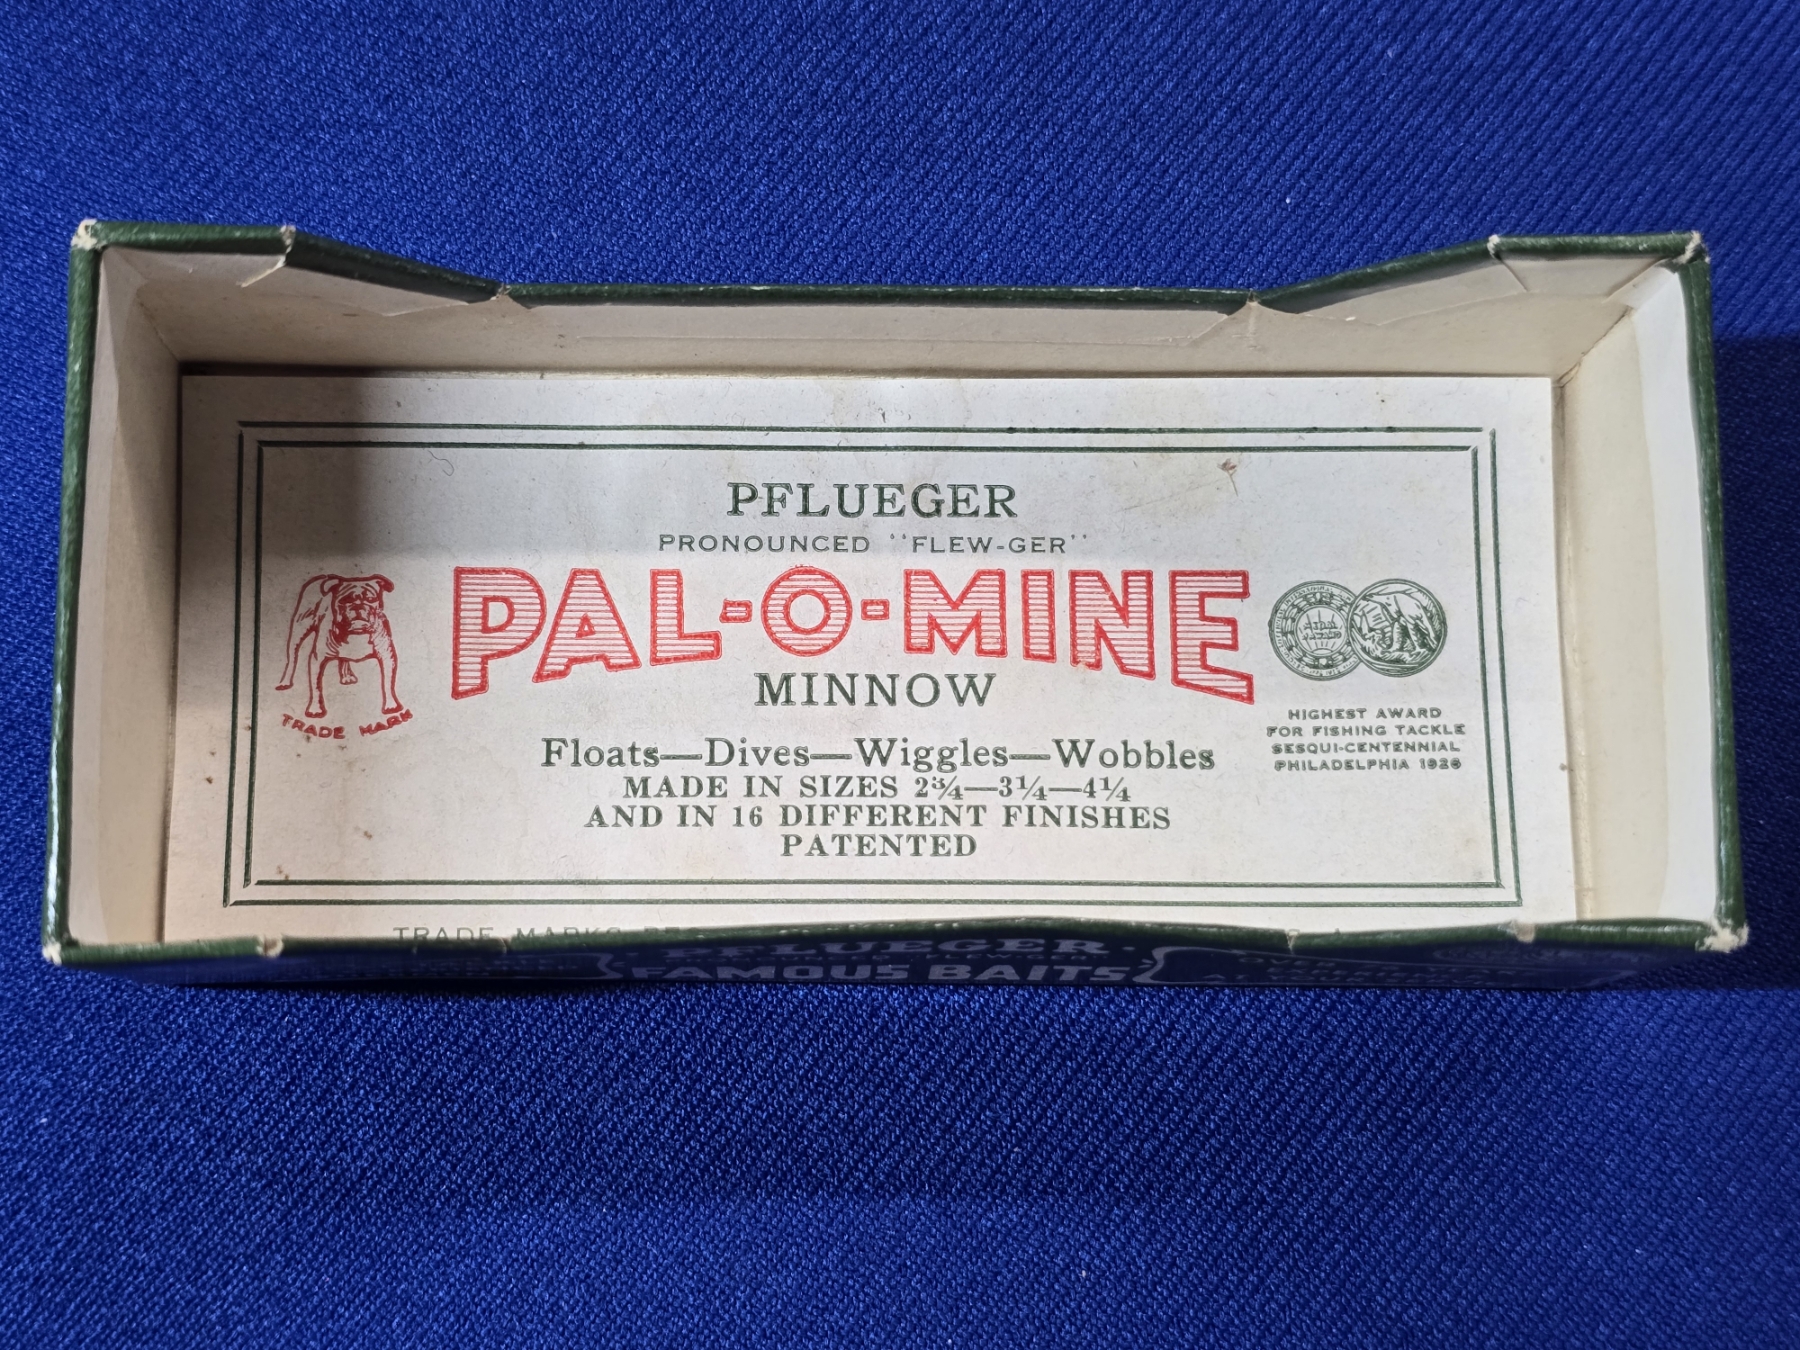 PFLUEGER
PRONOUNCED "FLEW-GER"
PAL-O-MINE
MINNOW
TRADE MARK
Floats—Dives—Wiggles—Wobbles
MADE IN SIZES 2¾—3¼—4¼
AND IN 16 DIFFERENT FINISHES
PATENTED
HIGHEST AWARD
FOR FISHING TACKLE
SESQUI-CENTENNIAL
PHILADELPHIA 1926
TRADE MARKS
PFLUEGER
FAMOUS BAITS